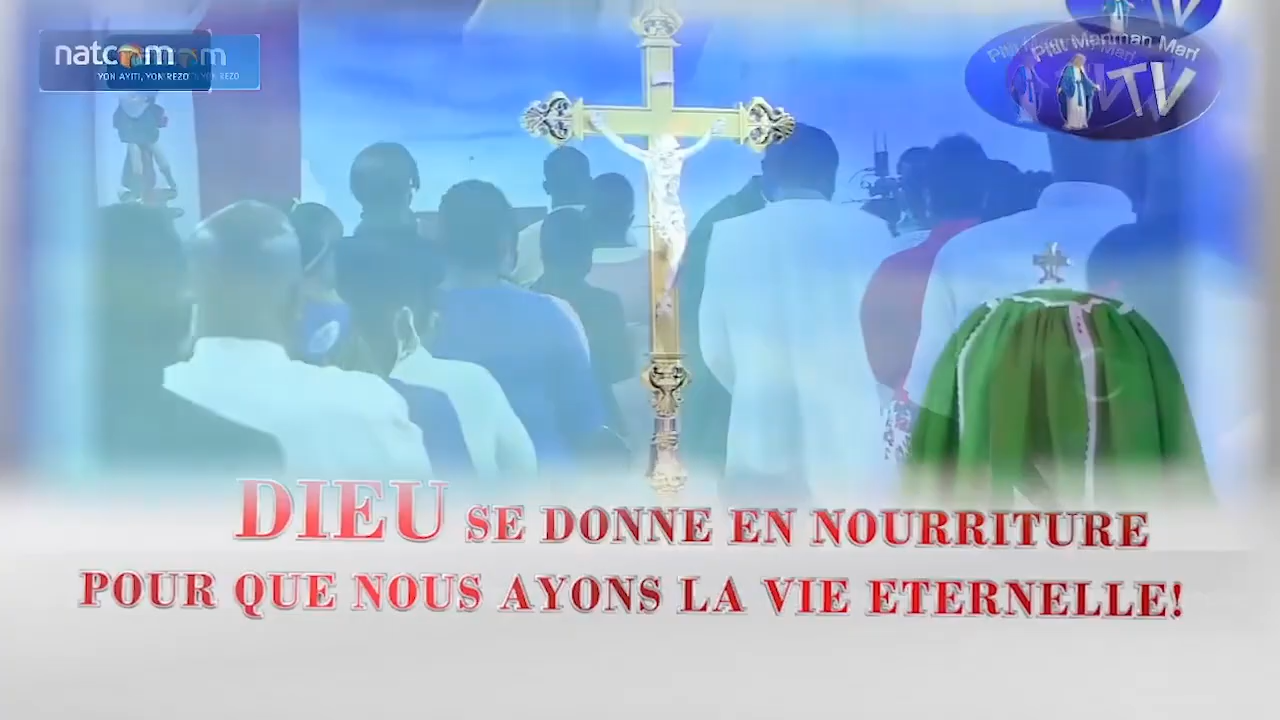 natcom
YON AYITI, YON REZO
Ptit Manman Mari
TV
DIEU SE DONNE EN NOURRITURE
POUR QUE NOUS AYONS LA VIE ETERNELLE!